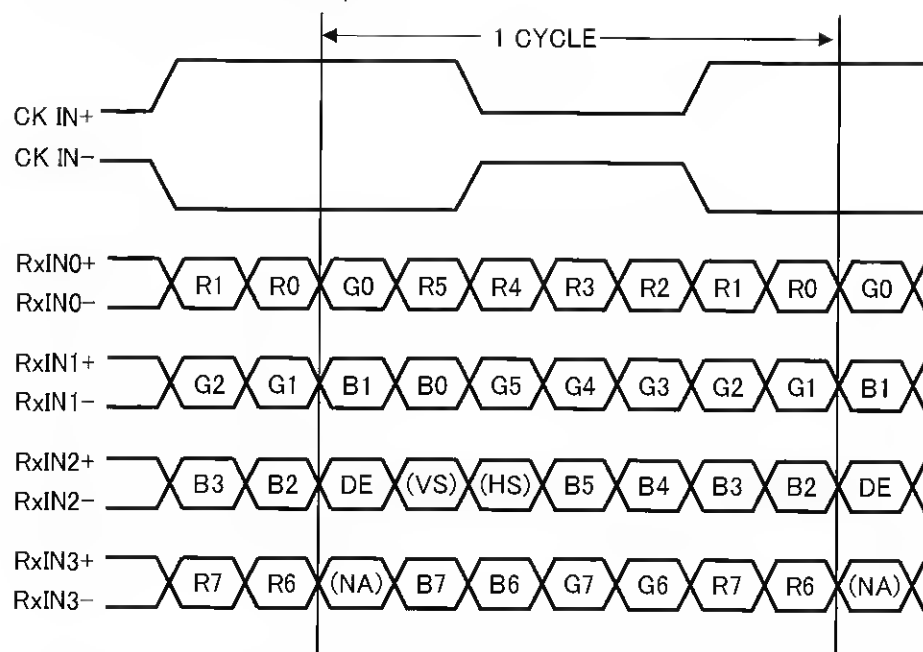 1 CYCLE
CK IN+
CK IN-
RxIN0+
R1 R0 G0 R5 R4 R3 R2 R1 R0 G0
RxIN0-
RxIN1+
G2 G1 B1 B0 G5 G4 G3 G2 G1 B1
RxIN1-
RxIN2+
B3 B2 DE (VS) (HS) B5 B4 B3 B2 DE
RxIN2-
RxIN3+
R7 R6 (NA) B7 B6 G7 G6 R7 R6 (NA)
RxIN3-